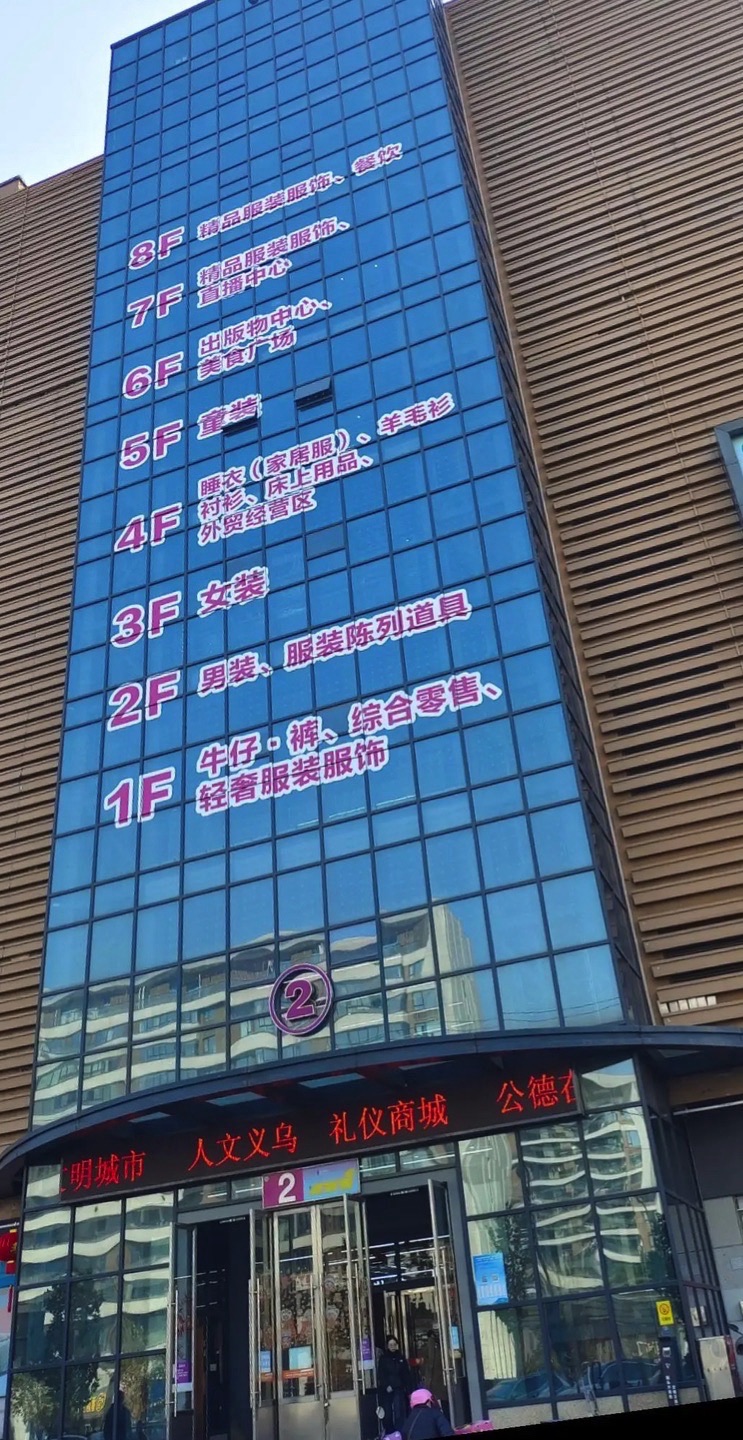 8F 精品服装服饰、餐饮
7F 精品服装服饰、
直播中心
6F 出版物中心、
美食广场
5F 童装
4F 睡衣（家居服）、羊毛衫
衬衫、床上用品、
外贸经营区
3F 女装
2F 男装、服装陈列道具
1F 牛仔·裤、综合零售、
轻奢服装服饰
2
明城市 人文义乌 礼仪商城 公德在
2